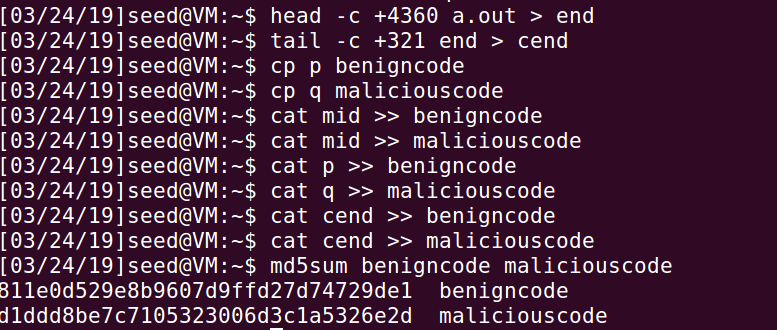 [03/24/19]seed@VM:~$ head -c +4360 a.out > end
[03/24/19]seed@VM:~$ tail -c +321 end > cend
[03/24/19]seed@VM:~$ cp p benigncode
[03/24/19]seed@VM:~$ cp q maliciouscode
[03/24/19]seed@VM:~$ cat mid >> benigncode
[03/24/19]seed@VM:~$ cat mid >> maliciouscode
[03/24/19]seed@VM:~$ cat p >> benigncode
[03/24/19]seed@VM:~$ cat q >> maliciouscode
[03/24/19]seed@VM:~$ cat cend >> benigncode
[03/24/19]seed@VM:~$ cat cend >> maliciouscode
[03/24/19]seed@VM:~$ md5sum benigncode maliciouscode
811e0d529e8b9607d9ffd27d74729de1  benigncode
d1ddd8be7c7105323006d3c1a5326e2d  maliciouscode